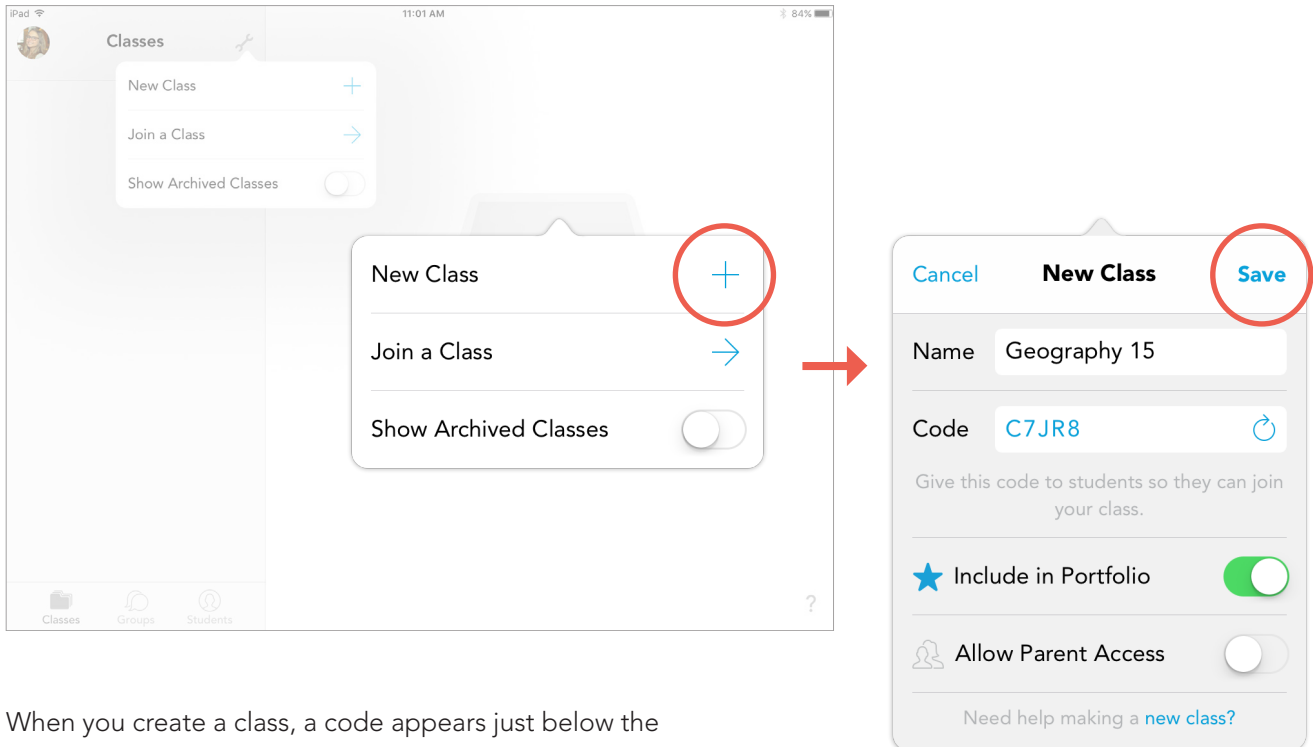 iPad 11:01 AM 84%
Classes
New Class
Join a Class
Show Archived Classes
New Class
Join a Class
Show Archived Classes
Cancel New Class Save
Name Geography 15
Code C7JR8
Give this code to students so they can join
your class.
Include in Portfolio
Allow Parent Access
Need help making a new class?
Classes Groups Students ?
When you create a class, a code appears just below the